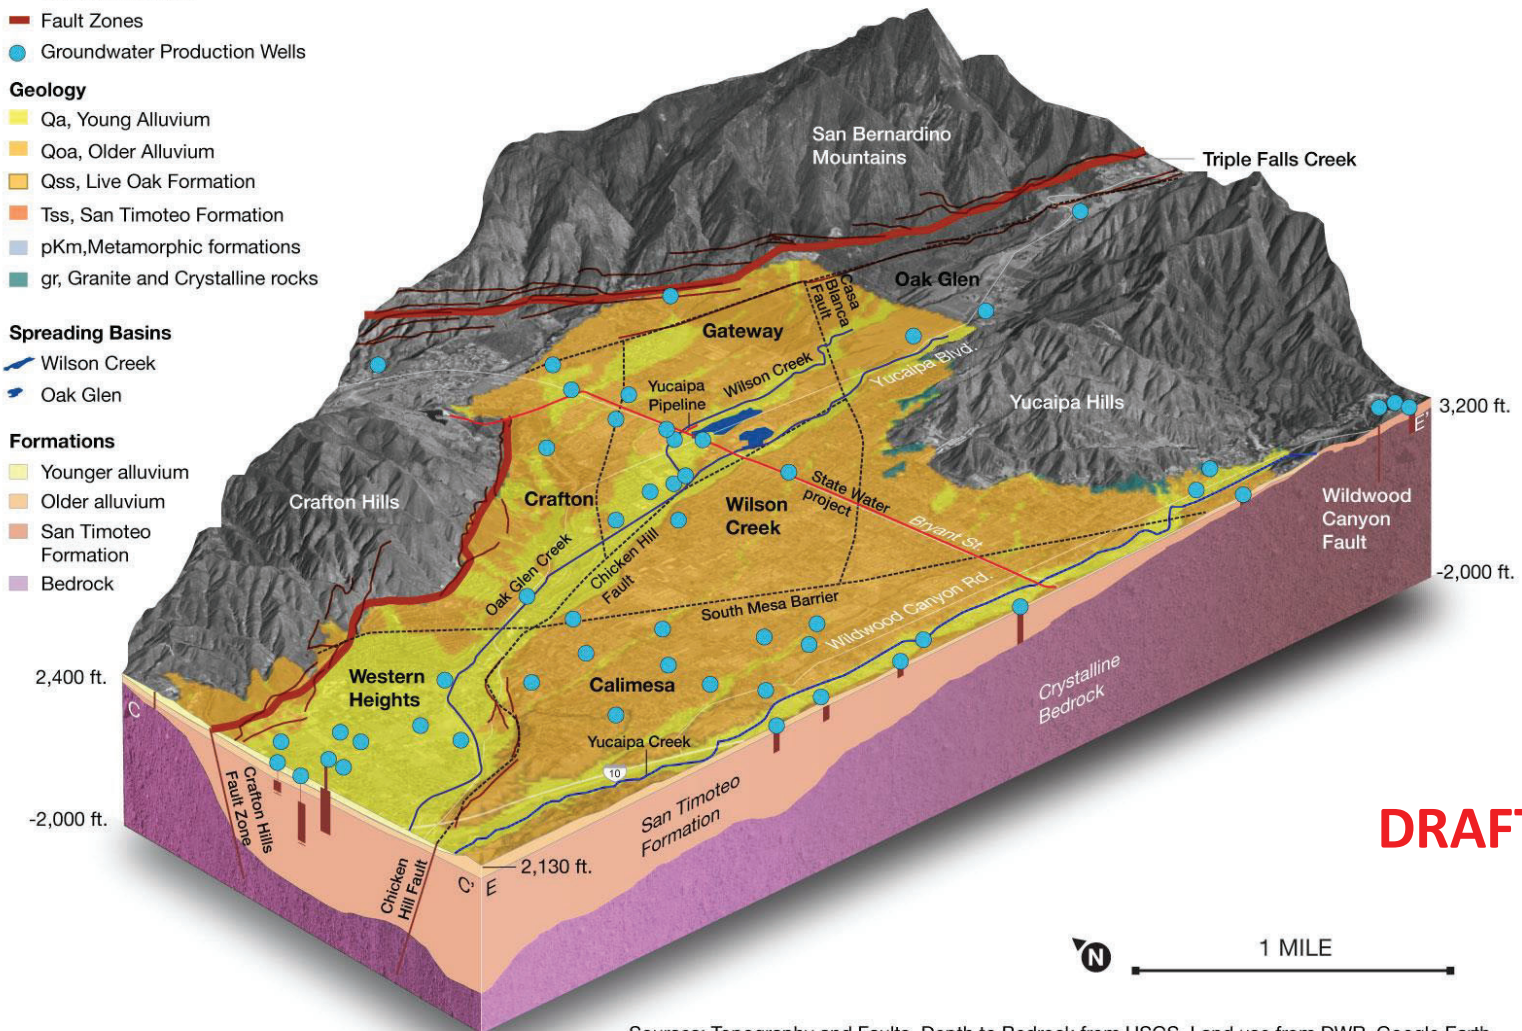 Fault Zones
Groundwater Production Wells
Geology
Qa, Young Alluvium
Qoa, Older Alluvium
Qss, Live Oak Formation
Tss, San Timoteo Formation
pKm,Metamorphic formations
gr, Granite and Crystalline rocks
Spreading Basins
Wilson Creek
Oak Glen
Formations
Younger alluvium
Older alluvium
San Timoteo
Formation
Bedrock
San Bernardino
Mountains
Triple Falls Creek
Oak Glen
Casa
Blanca
Fault
Gateway
Wilson Creek
Yucaipa Blvd.
Yucaipa
Pipeline
Yucaipa Hills
3,200 ft.
E'
Crafton Hills
Crafton
Wilson
Creek
State Water
project
Bryant St
Wildwood
Canyon
Fault
-2,000 ft.
Oak Glen Creek
Chicken Hill
Fault
South Mesa Barrier
Wildwood Canyon Rd.
2,400 ft.
C
Western
Heights
Calimesa
Crystalline
Bedrock
Yucaipa Creek
10
Crafton Hills
Fault Zone
San Timoteo
Formation
-2,000 ft.
DRAFT
Chicken
Hill Fault
2,130 ft.
C' E
N
1 MILE